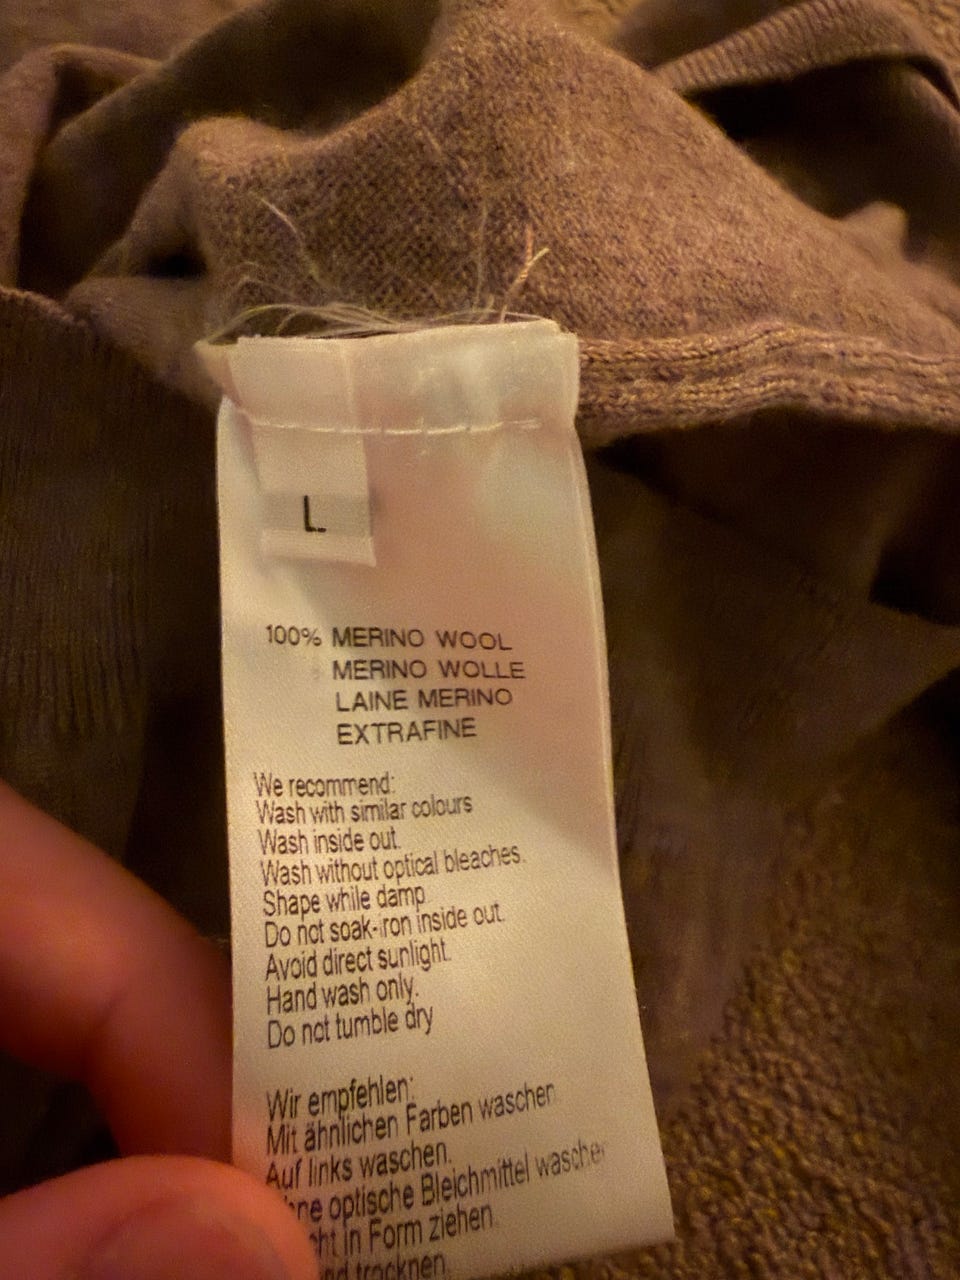 L
100% MERINO WOOL
MERINO WOLLE
LAINE MERINO
EXTRAFINE
We recommend:
Wash with similar colours
Wash inside out.
Wash without optical bleaches.
Shape while damp
Do not soak-iron inside out.
Avoid direct sunlight.
Hand wash only.
Do not tumble dry
Wir empfehlen:
Mit ähnlichen Farben waschen
Auf links waschen.
optische Bleichmittel
in Form ziehen.
trocknen.